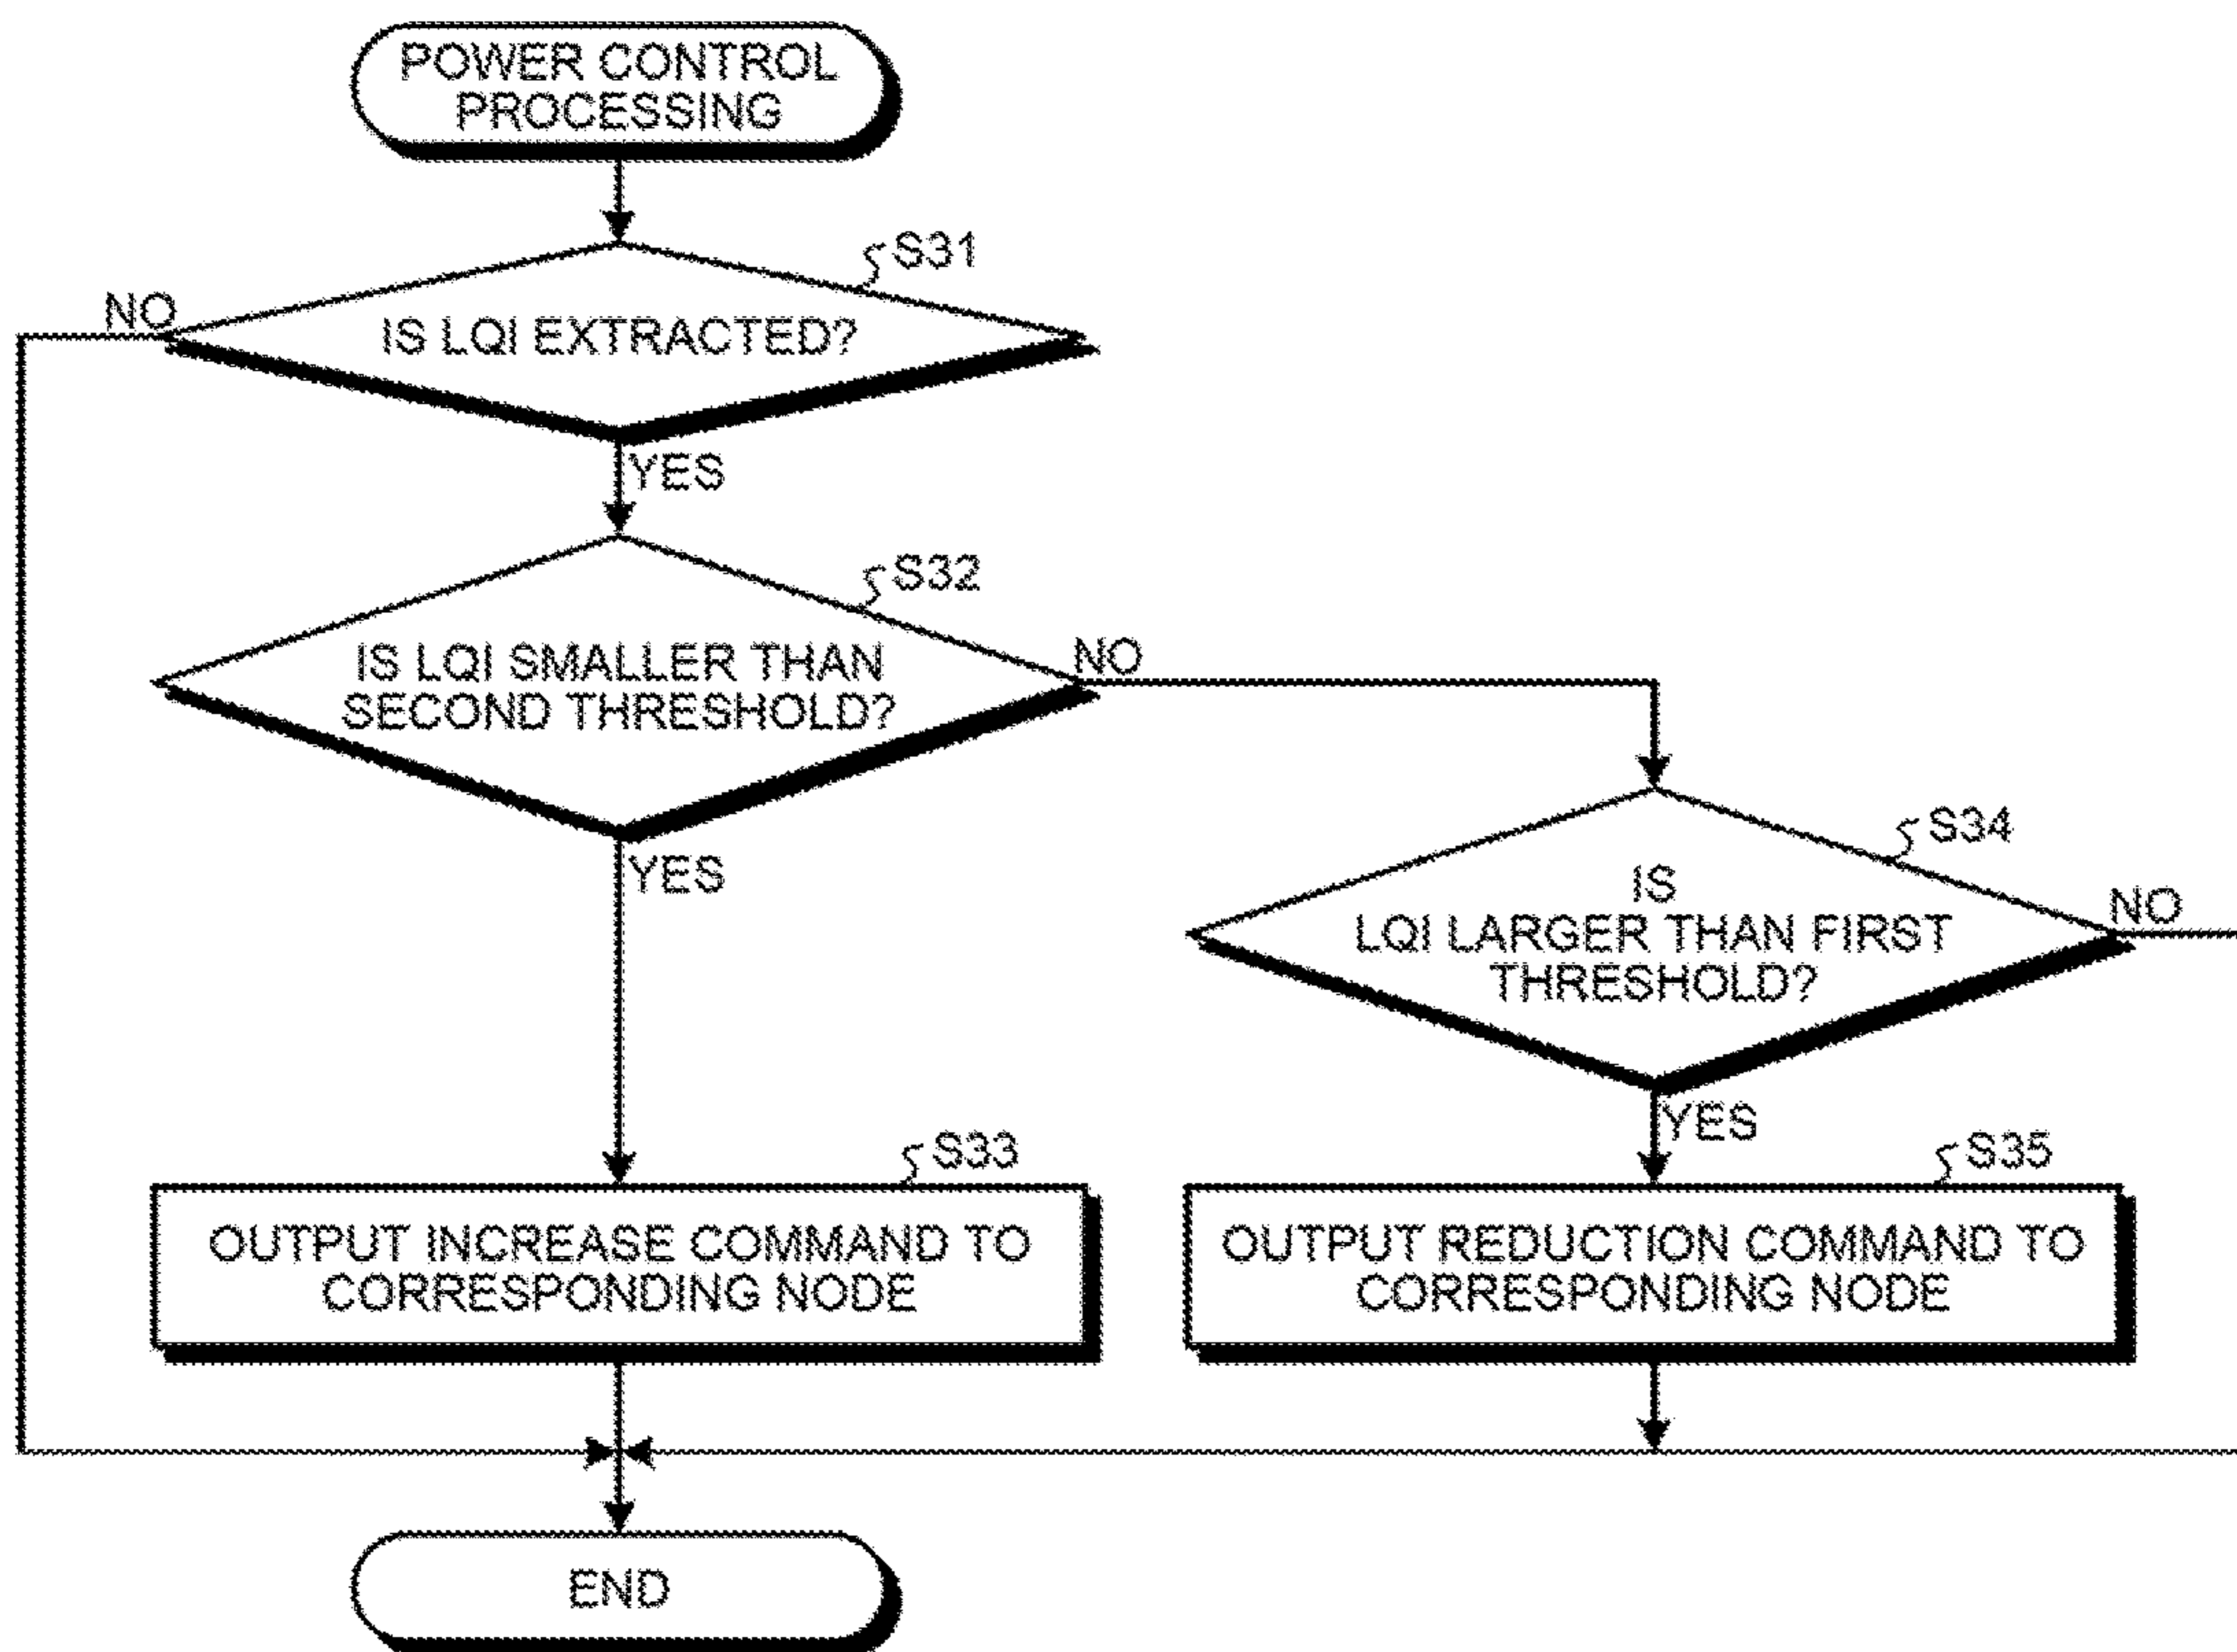 POWER CONTROL
PROCESSING
S31
NO
IS LQI EXTRACTED?
YES
S32
IS LQI SMALLER THAN
SECOND THRESHOLD?
NO
YES
S34
IS
LQI LARGER THAN FIRST
THRESHOLD?
NO
YES
S33
OUTPUT INCREASE COMMAND TO
CORRESPONDING NODE
S35
OUTPUT REDUCTION COMMAND TO
CORRESPONDING NODE
END